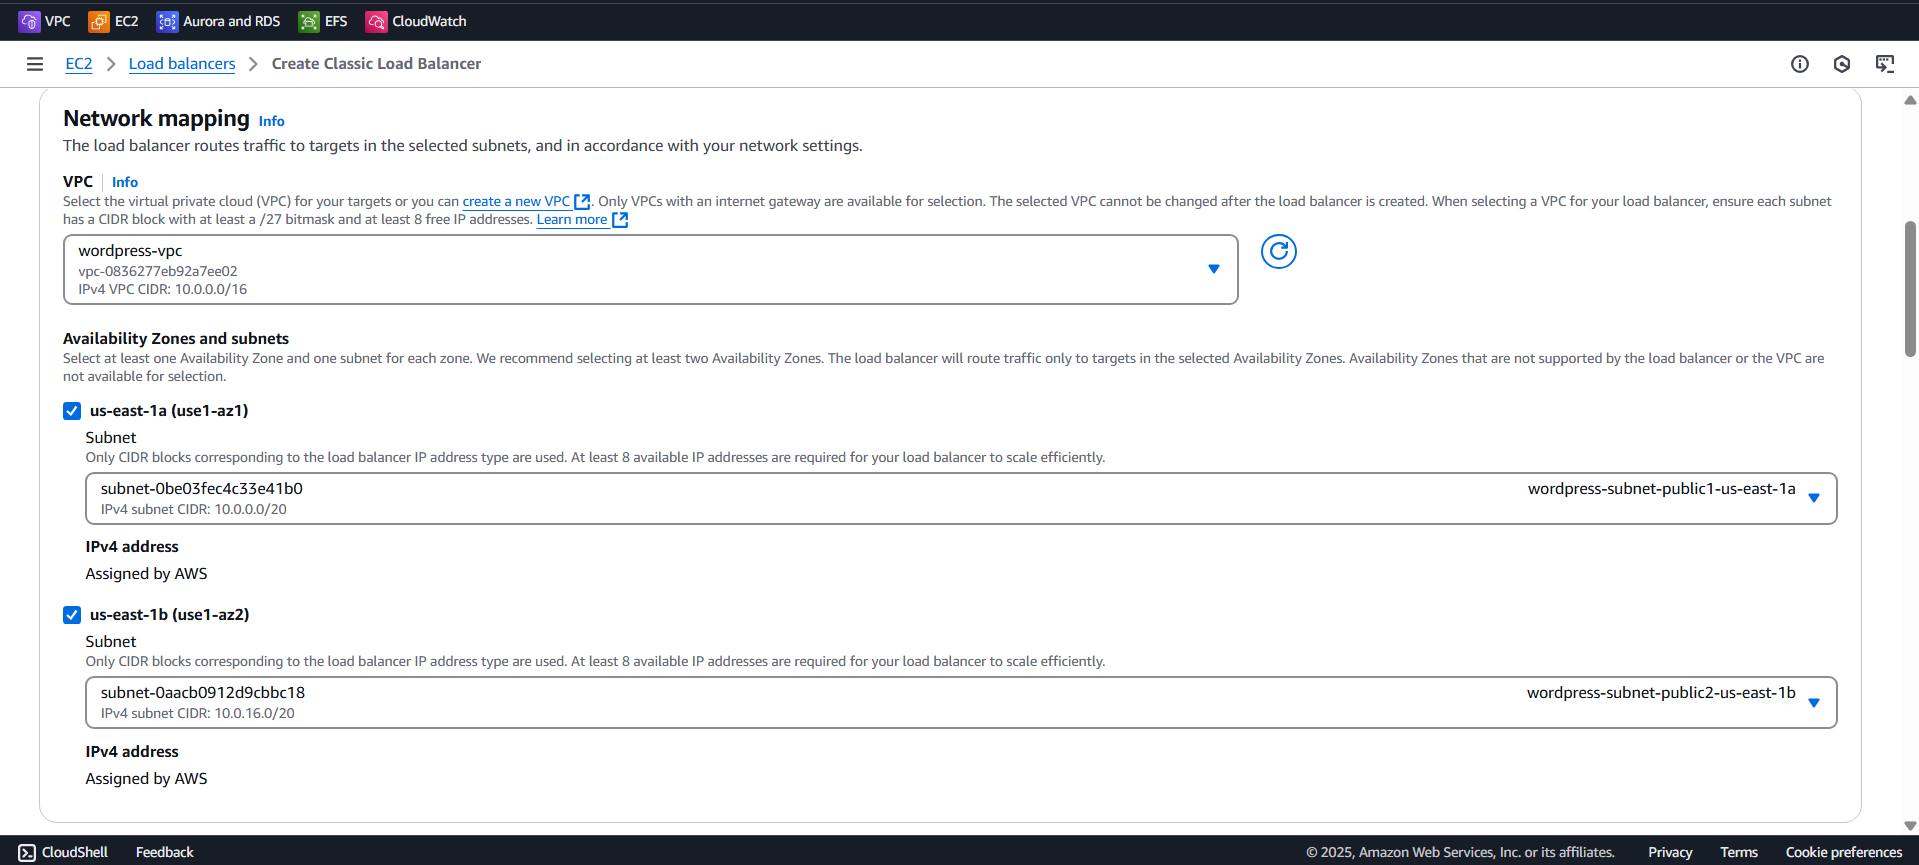 VPC EC2 Aurora and RDS EFS CloudWatch
EC2 Load balancers Create Classic Load Balancer
Network mapping Info
The load balancer routes traffic to targets in the selected subnets, and in accordance with your network settings.
VPC Info
Select the virtual private cloud (VPC) for your targets or you can create a new VPC. Only VPCs with an internet gateway are available for selection. The selected VPC cannot be changed after the load balancer is created. When selecting a VPC for your load balancer, ensure each subnet
has a CIDR block with at least a /27 bitmask and at least 8 free IP addresses. Learn more
wordpress-vpc
vpc-0836277eb92a7ee02
IPv4 VPC CIDR: 10.0.0.0/16
Availability Zones and subnets
Select at least one Availability Zone and one subnet for each zone. We recommend selecting at least two Availability Zones. The load balancer will route traffic only to targets in the selected Availability Zones. Availability Zones that are not supported by the load balancer or the VPC are
not available for selection.
us-east-1a (use1-az1)
Subnet
Only CIDR blocks corresponding to the load balancer IP address type are used. At least 8 available IP addresses are required for your load balancer to scale efficiently.
subnet-0be03fec4c33e41b0 wordpress-subnet-public1-us-east-1a
IPv4 subnet CIDR: 10.0.0.0/20
IPv4 address
Assigned by AWS
us-east-1b (use1-az2)
Subnet
Only CIDR blocks corresponding to the load balancer IP address type are used. At least 8 available IP addresses are required for your load balancer to scale efficiently.
subnet-0aacb0912d9cbbc18 wordpress-subnet-public2-us-east-1b
IPv4 subnet CIDR: 10.0.16.0/20
IPv4 address
Assigned by AWS
CloudShell Feedback © 2025, Amazon Web Services, Inc. or its affiliates. Privacy Terms Cookie preferences